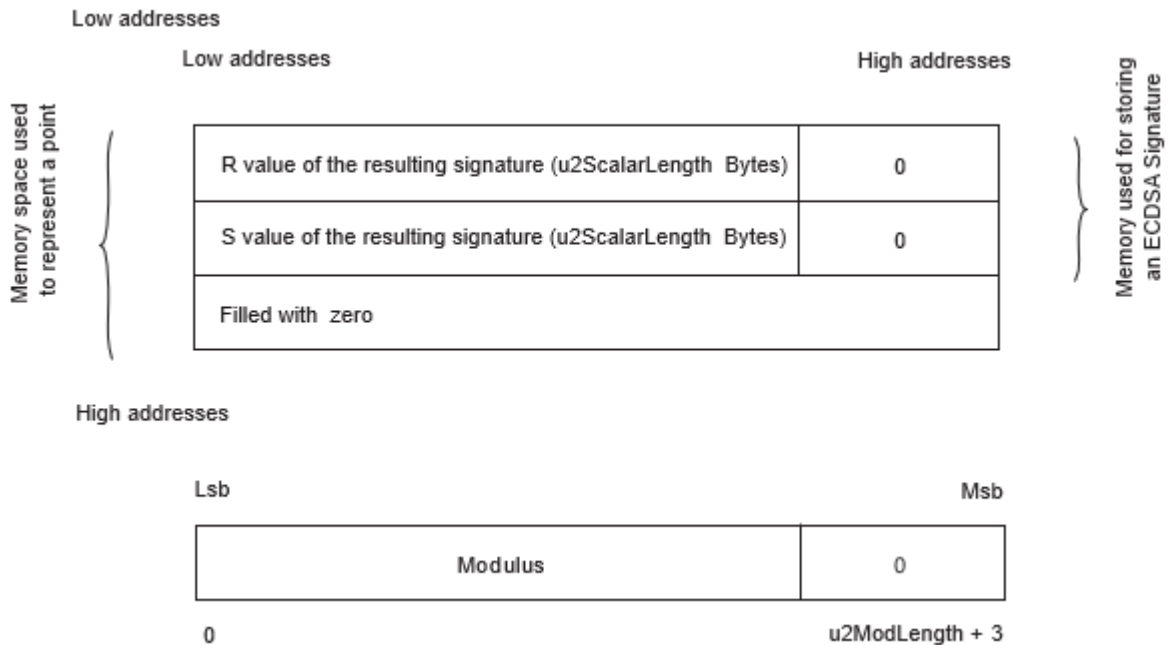 Low addresses
Low addresses
High addresses
Memory space used
to represent a point
R value of the resulting signature (u2ScalarLength Bytes)
0
S value of the resulting signature (u2ScalarLength Bytes)
0
Filled with zero
Memory used for storing
an ECDSA Signature
High addresses
Lsb
Msb
Modulus
0
0
u2ModLength + 3